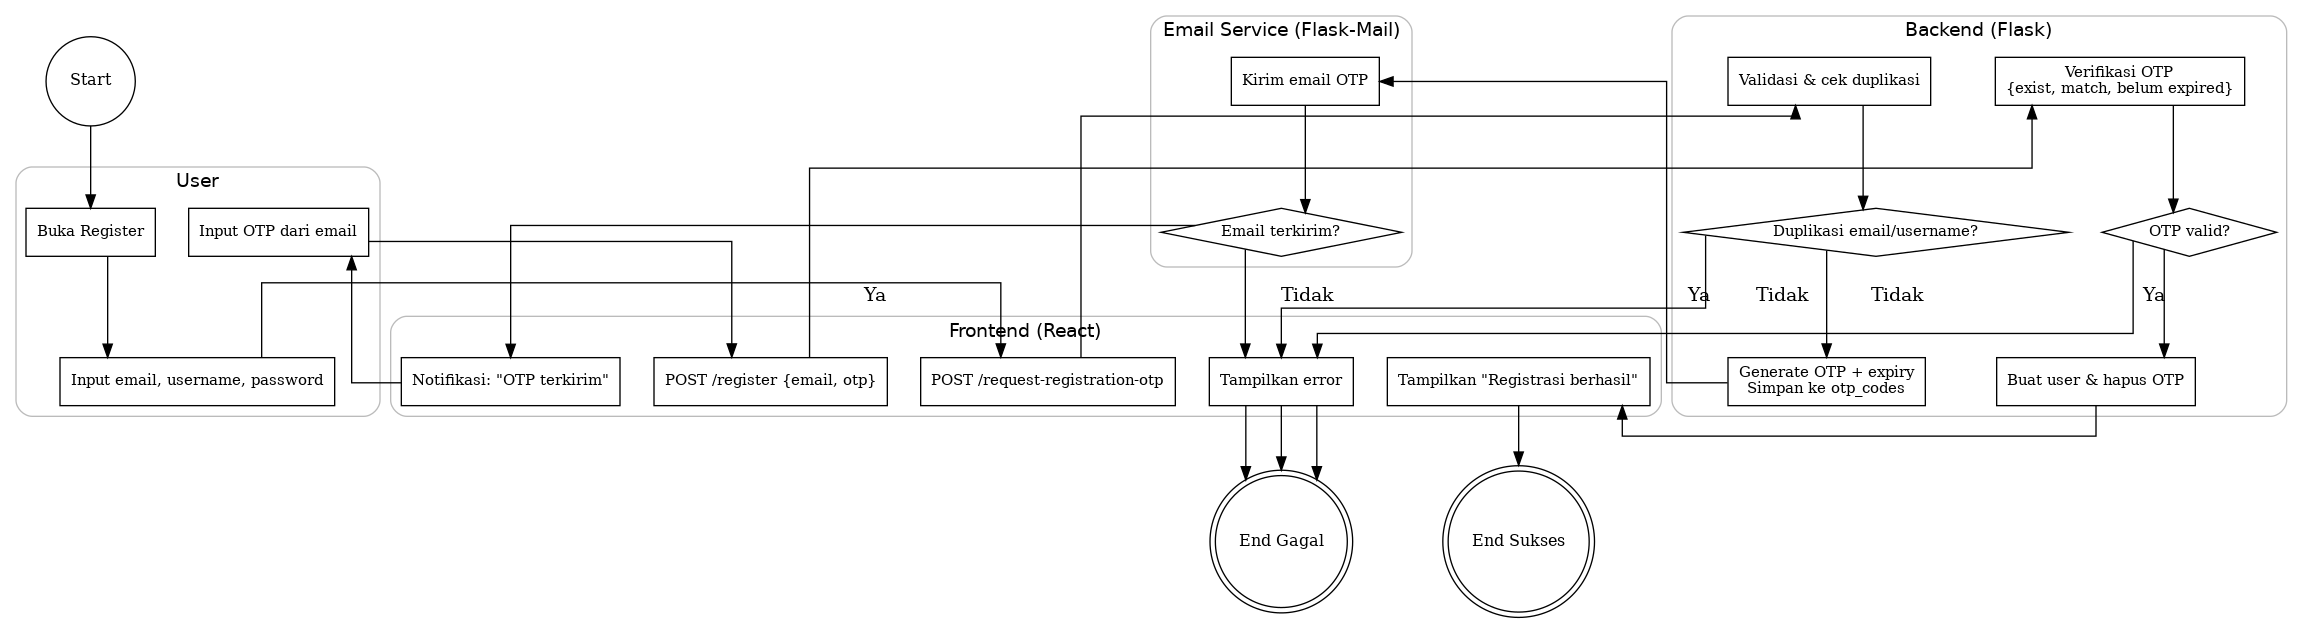 Email Service (Flask-Mail)
Backend (Flask)
Start
Kirim email OTP
Validasi & cek duplikasi
Verifikasi OTP
{exist, match, belum expired}
User
Buka Register
Input OTP dari email
Email terkirim?
Duplikasi email/username?
OTP valid?
Ya
Tidak
Ya
Tidak
Tidak
Ya
Frontend (React)
Input email, username, password
Notifikasi: "OTP terkirim"
POST /register {email, otp}
POST /request-registration-otp
Tampilkan error
Tampilkan "Registrasi berhasil"
Generate OTP + expiry
Simpan ke otp_codes
Buat user & hapus OTP
End Gagal
End Sukses